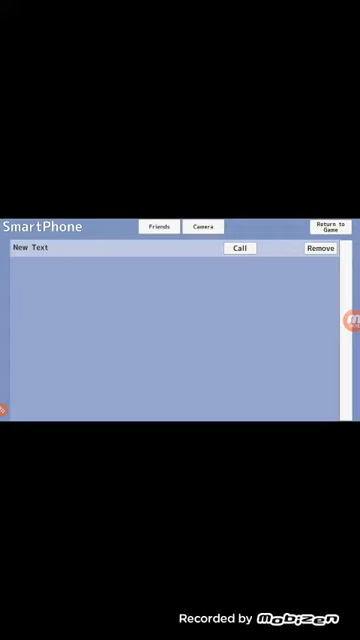 SmartPhone
Friends
Camera
Return to
Game
New Text
Call
Remove
Recorded by Mobizen